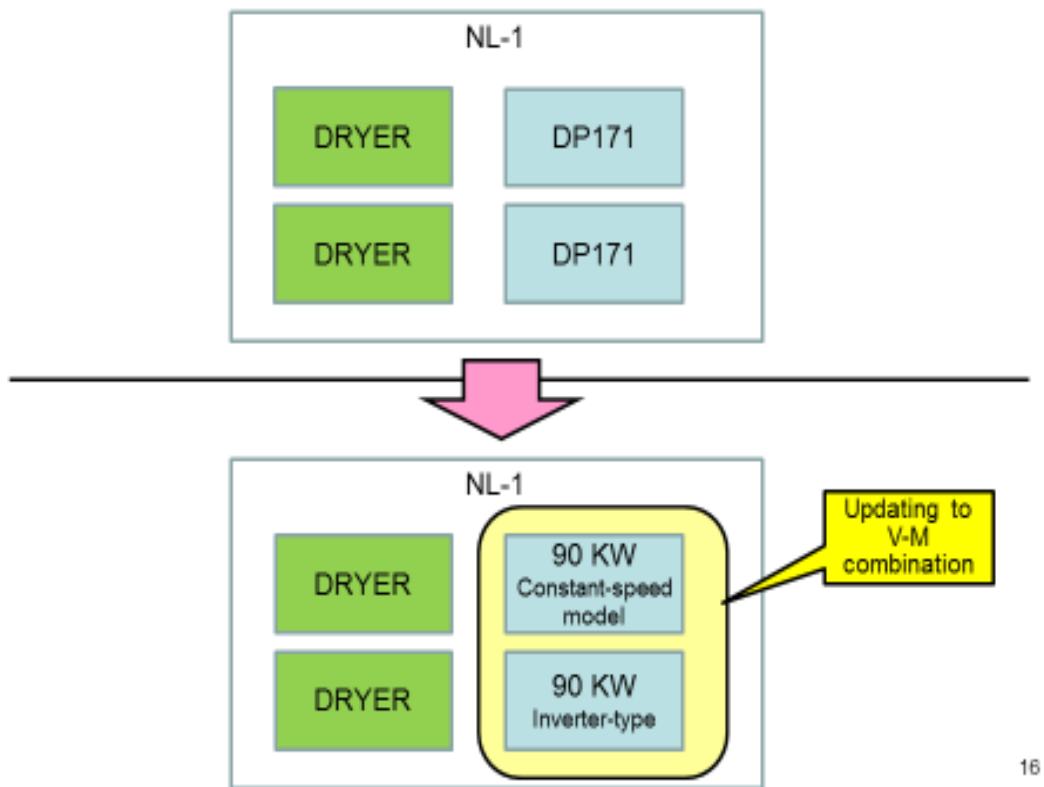 NL-1
DRYER
DP171
DRYER
DP171
NL-1
Updating to
V-M
combination
DRYER
90 KW
Constant-speed
model
DRYER
90 KW
Inverter-type
16